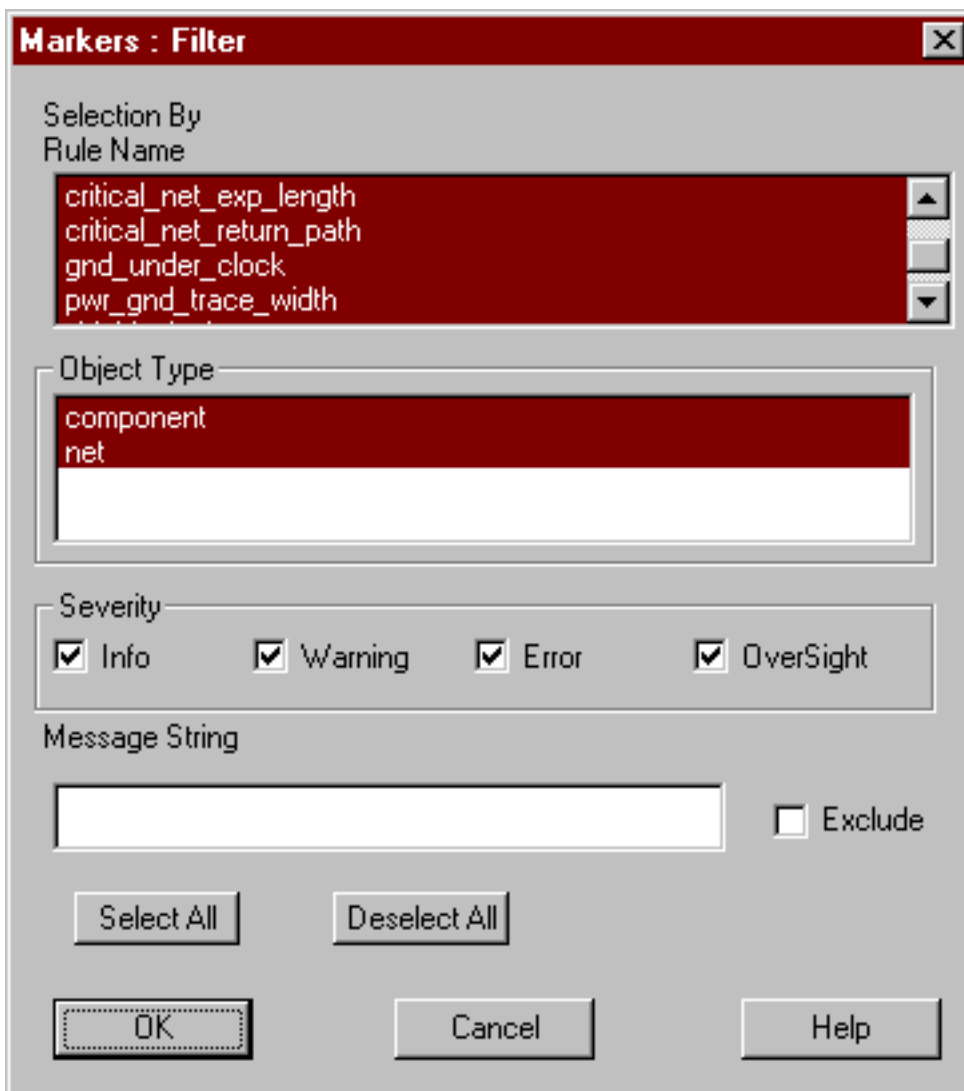 Markers : Filter
Selection By
Rule Name
critical_net_exp_length
critical_net_return_path
gnd_under_clock
pwr_gnd_trace_width
Object Type
component
net
Severity
Info Warning Error OverSight
Message String
Exclude
Select All Deselect All
OK Cancel Help